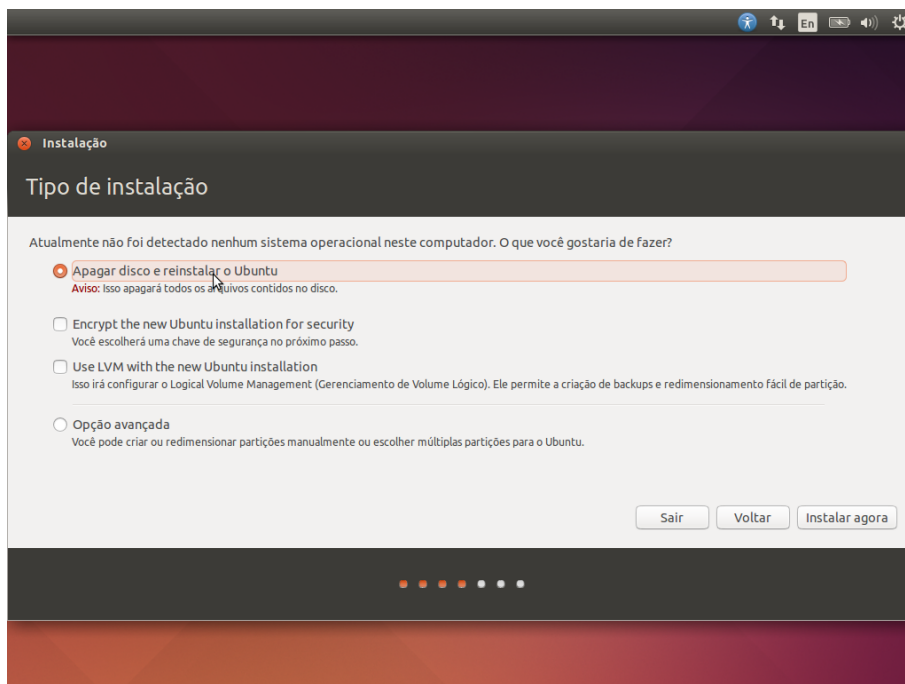 En
Instalação
Tipo de instalação
Atualmente não foi detectado nenhum sistema operacional neste computador. O que você gostaria de fazer?
Apagar disco e reinstalar o Ubuntu
Aviso: Isso apagará todos os arquivos contidos no disco.
Encrypt the new Ubuntu installation for security
Você escolherá uma chave de segurança no próximo passo.
Use LVM with the new Ubuntu installation
Isso irá configurar o Logical Volume Management (Gerenciamento de Volume Lógico). Ele permite a criação de backups e redimensionamento fácil de partição.
Opção avançada
Você pode criar ou redimensionar partições manualmente ou escolher múltiplas partições para o Ubuntu.
Sair Voltar Instalar agora